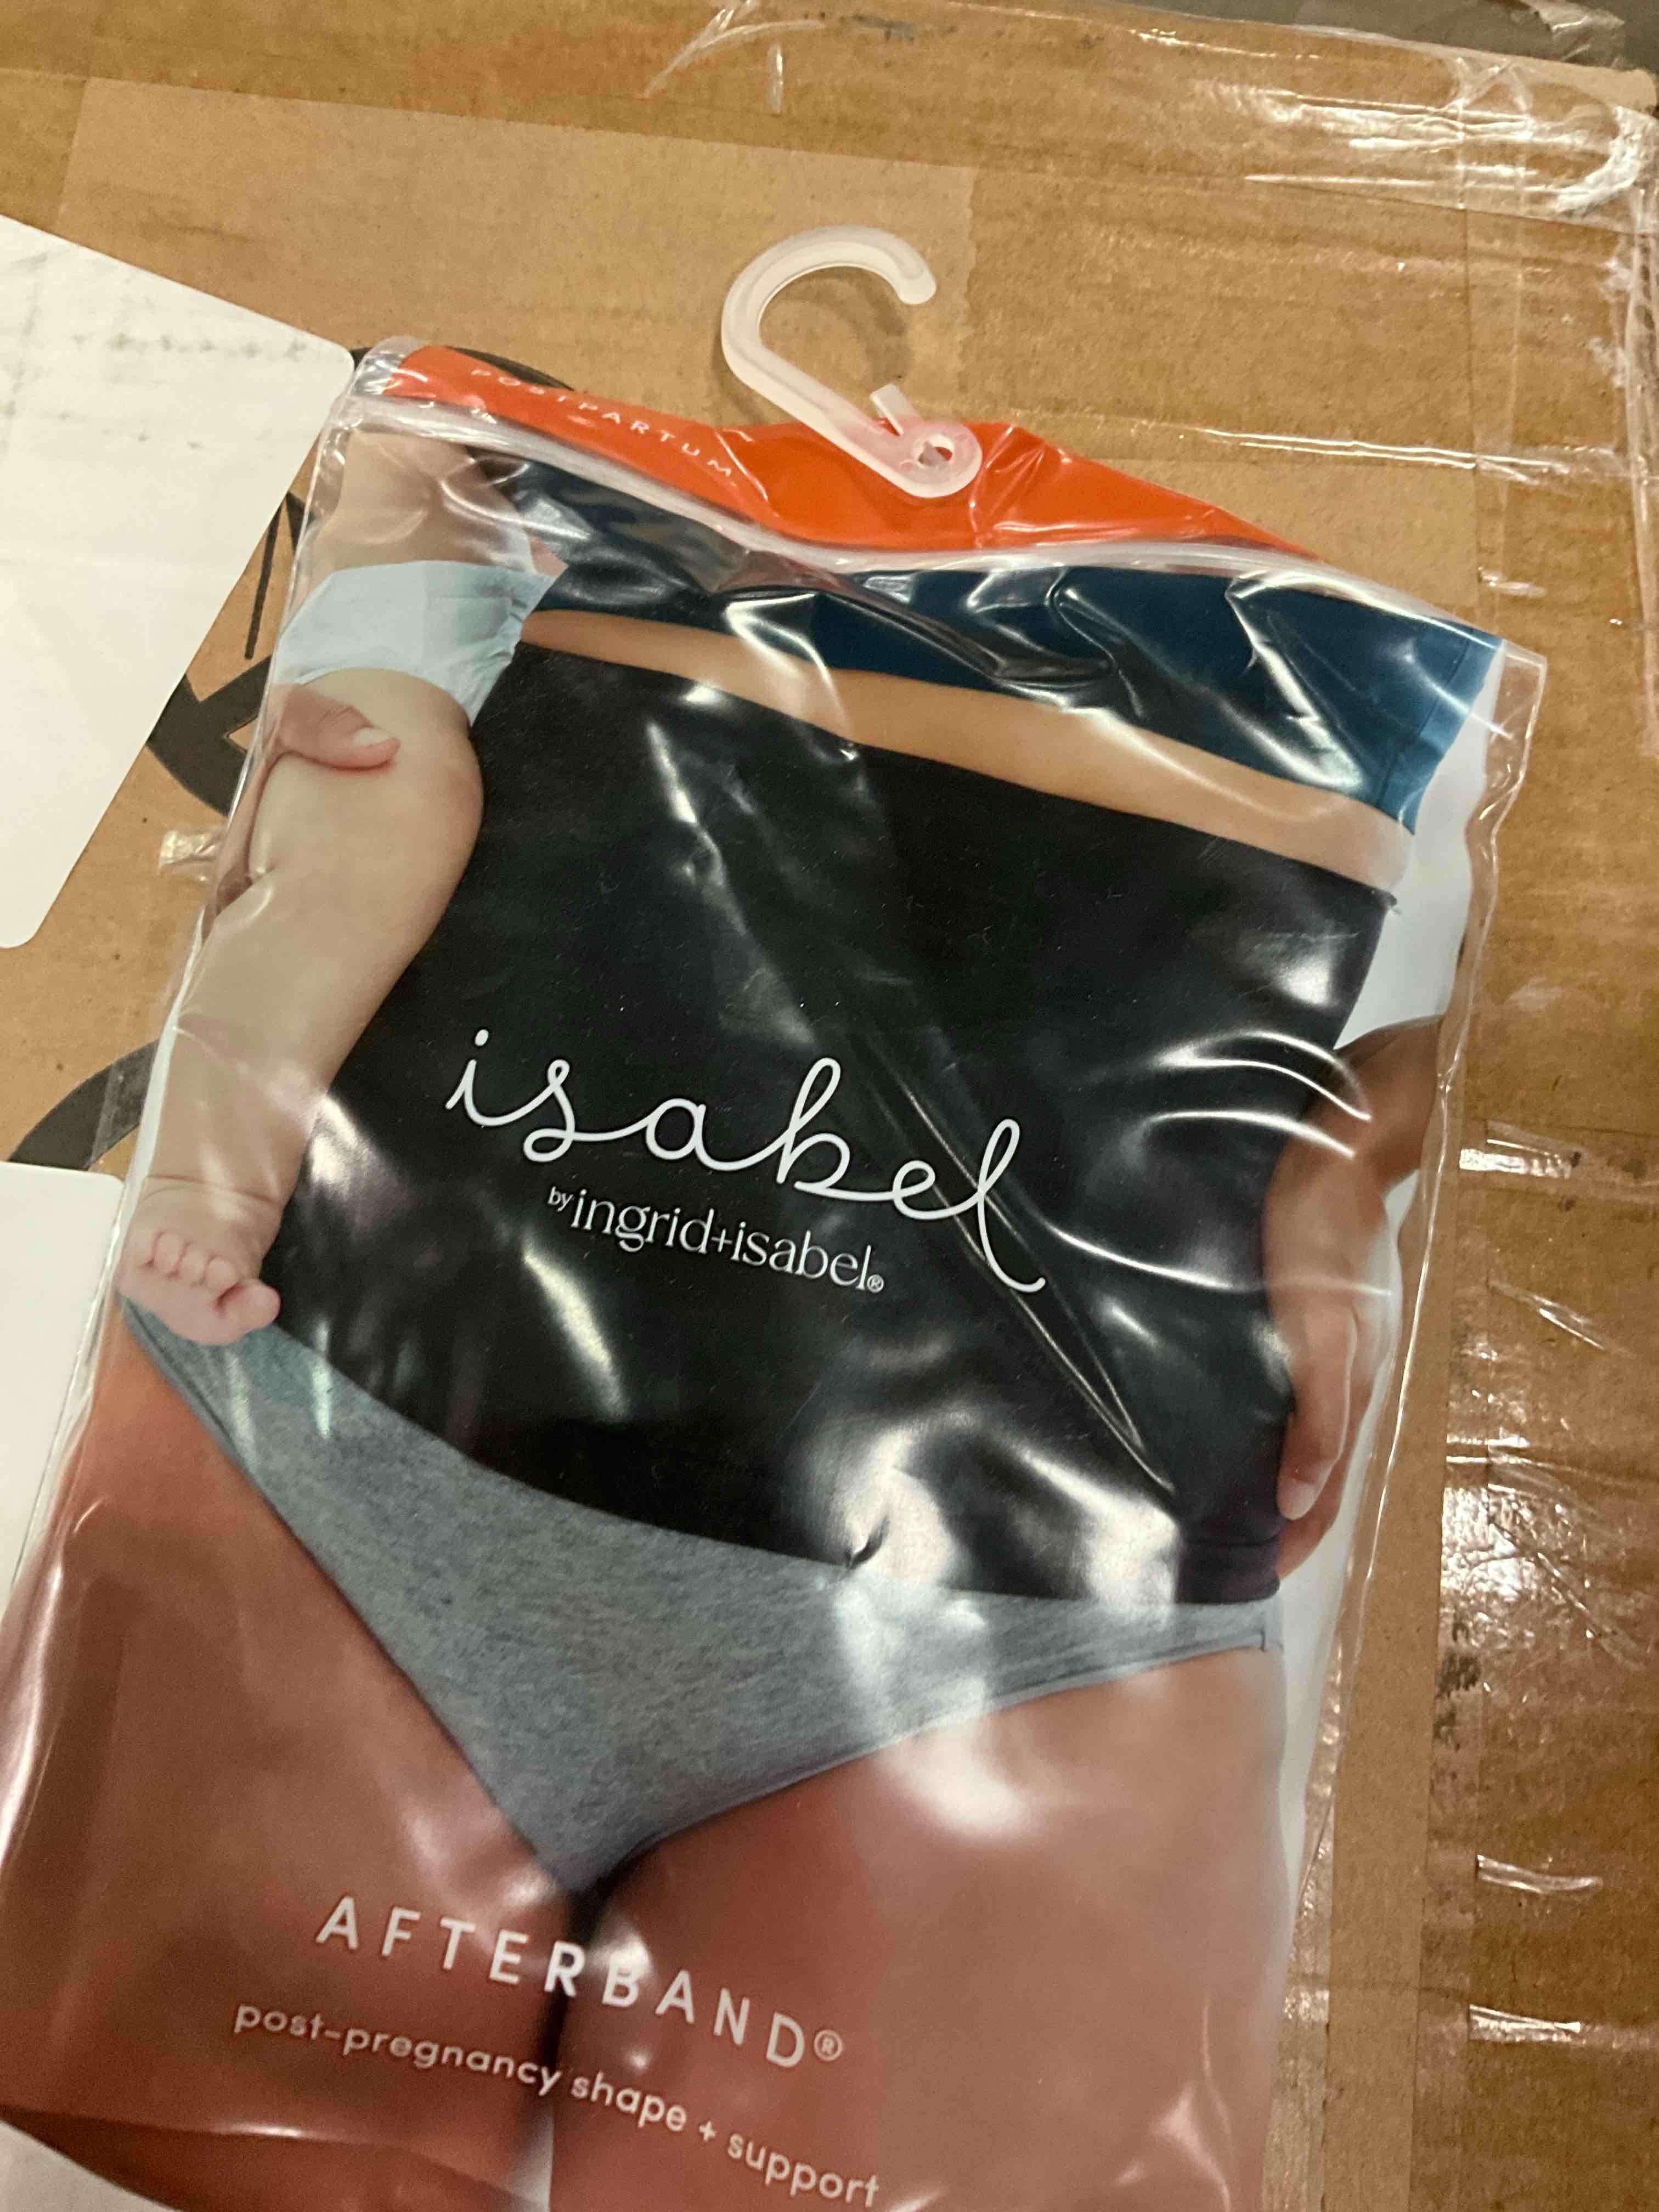 POSTPARTUM
isabel
by ingrid+isabel®
AFTERBAND®
post-pregnancy shape + support